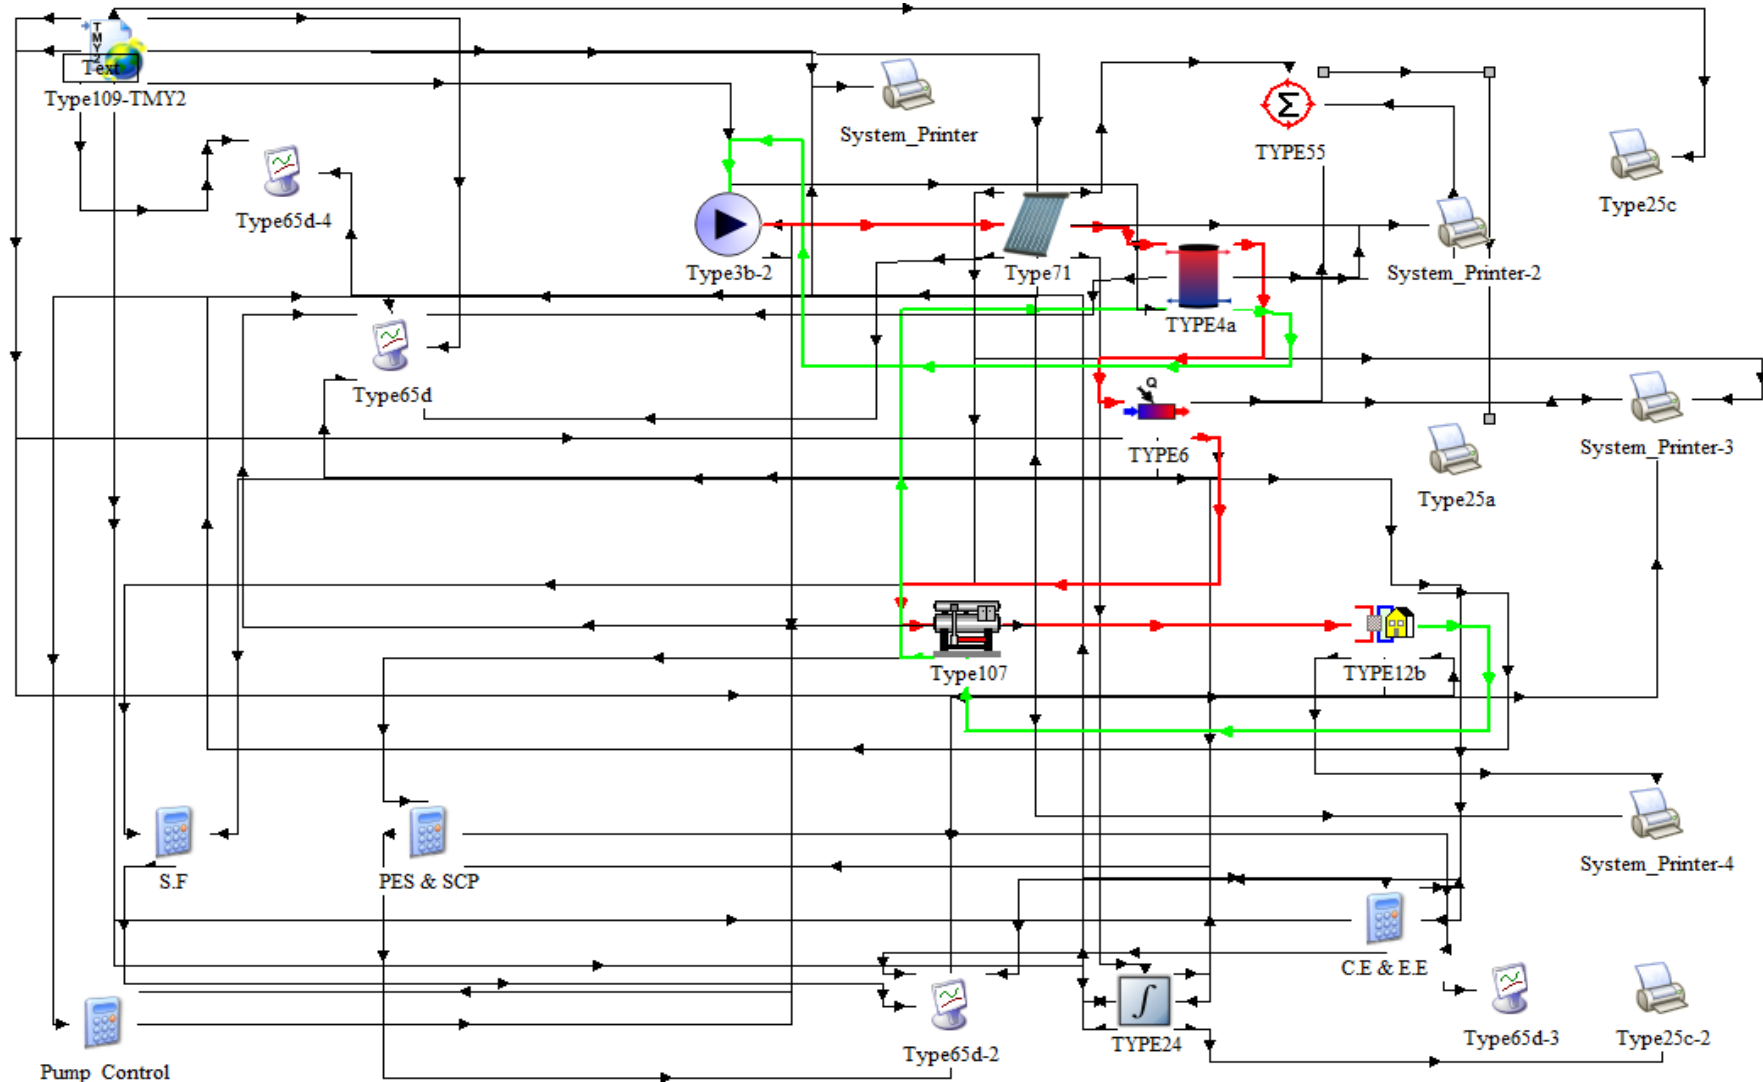 TMY2
Text
Type109-TMY2
System_Printer
Σ
TYPE55
Type25c
Type65d-4
Type3b-2
Type71
System_Printer-2
TYPE4a
Type65d
Q
TYPE6
System_Printer-3
Type25a
Type107
TYPE12b
S.F
PES & SCP
System_Printer-4
C.E & E.E
∫
Pump_Control
Type65d-2
TYPE24
Type65d-3
Type25c-2